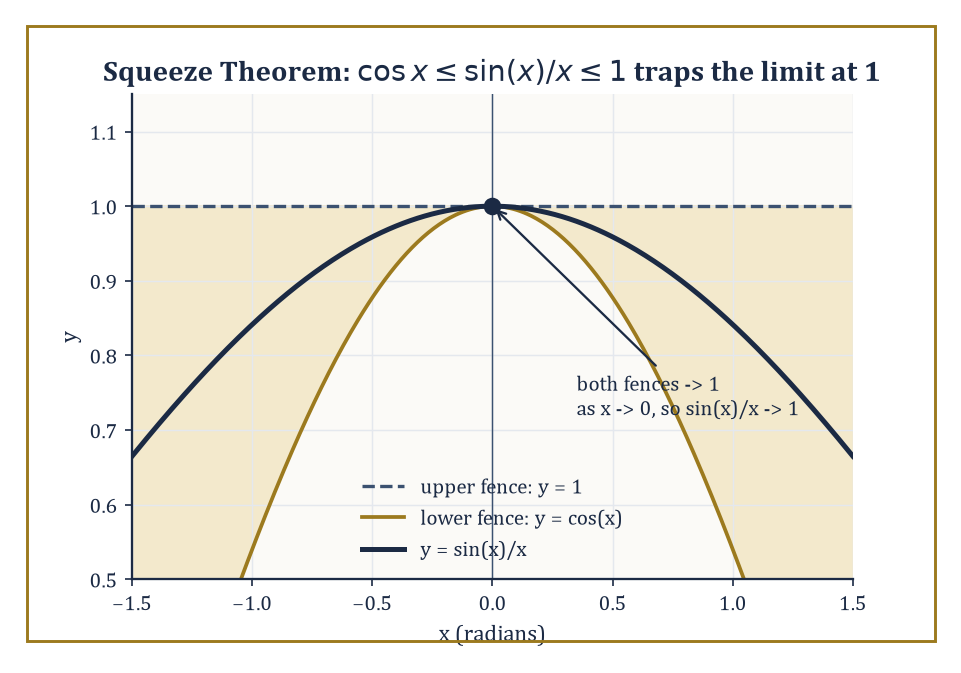 Squeeze Theorem: cos x ≤ sin(x)/x ≤ 1 traps the limit at 1
1.1
1.0
0.9
0.8
0.7
0.6
0.5
y
both fences -> 1
as x -> 0, so sin(x)/x -> 1
upper fence: y = 1
lower fence: y = cos(x)
y = sin(x)/x
−1.5 −1.0 −0.5 0.0 0.5 1.0 1.5
x (radians)